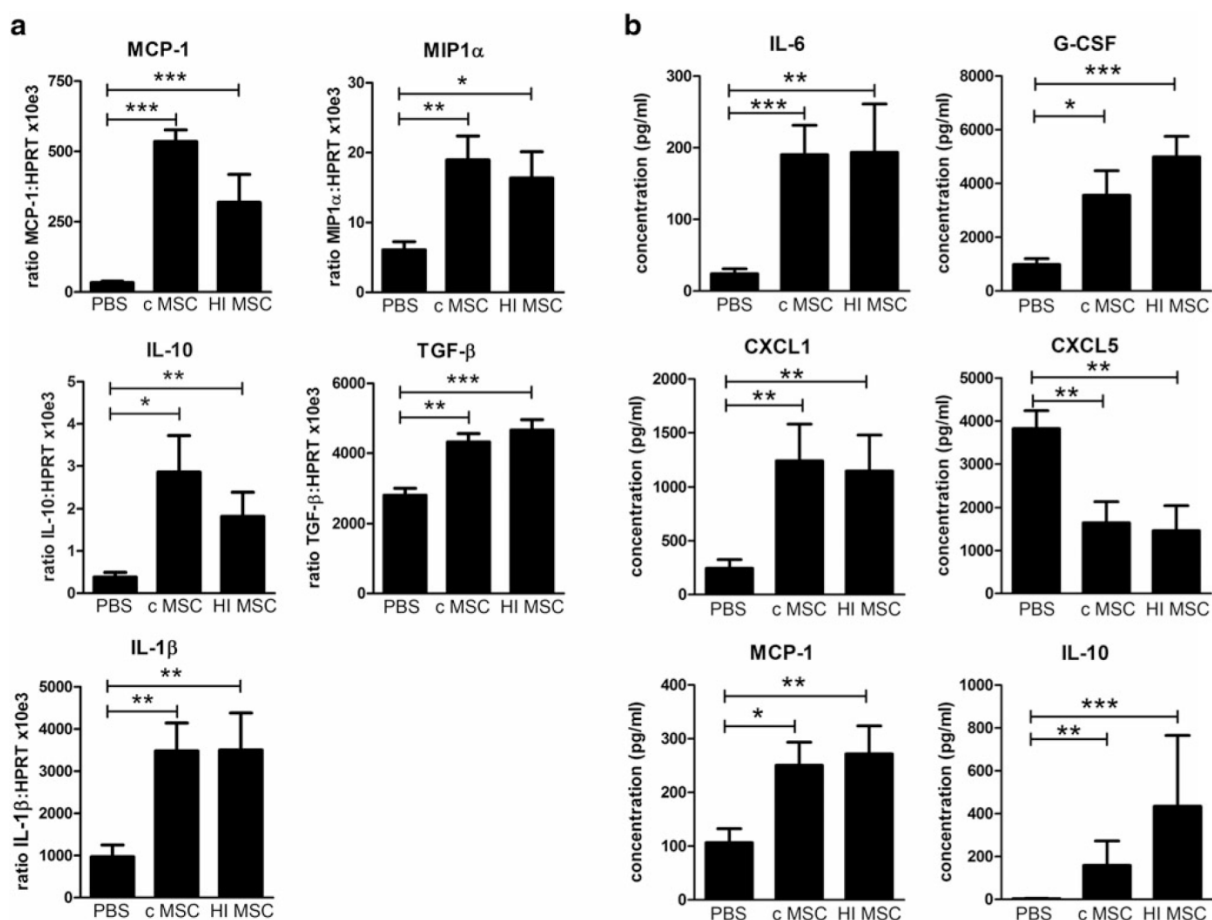 a
MCP-1
ratio MCP-1:HPRT x10e3
750
500
250
0
***
***
PBS c MSC HI MSC
MIP1α
ratio MIP1α:HPRT x10e3
30
20
10
0
*
**
PBS c MSC HI MSC
IL-10
ratio IL-10:HPRT x10e3
5
4
3
2
1
0
**
*
PBS c MSC HI MSC
TGF-β
ratio TGF-β:HPRT x10e3
6000
4000
2000
0
***
**
PBS c MSC HI MSC
IL-1β
ratio IL-1β:HPRT x10e3
5000
4000
3000
2000
1000
0
**
**
PBS c MSC HI MSC
b
IL-6
concentration (pg/ml)
300
200
100
0
**
***
PBS c MSC HI MSC
G-CSF
concentration (pg/ml)
8000
6000
4000
2000
0
***
*
PBS c MSC HI MSC
CXCL1
concentration (pg/ml)
2000
1500
1000
500
0
**
**
PBS c MSC HI MSC
CXCL5
concentration (pg/ml)
5000
4000
3000
2000
1000
0
**
**
PBS c MSC HI MSC
MCP-1
concentration (pg/ml)
400
300
200
100
0
**
*
PBS c MSC HI MSC
IL-10
concentration (pg/ml)
1000
800
600
400
200
0
***
**
PBS c MSC HI MSC